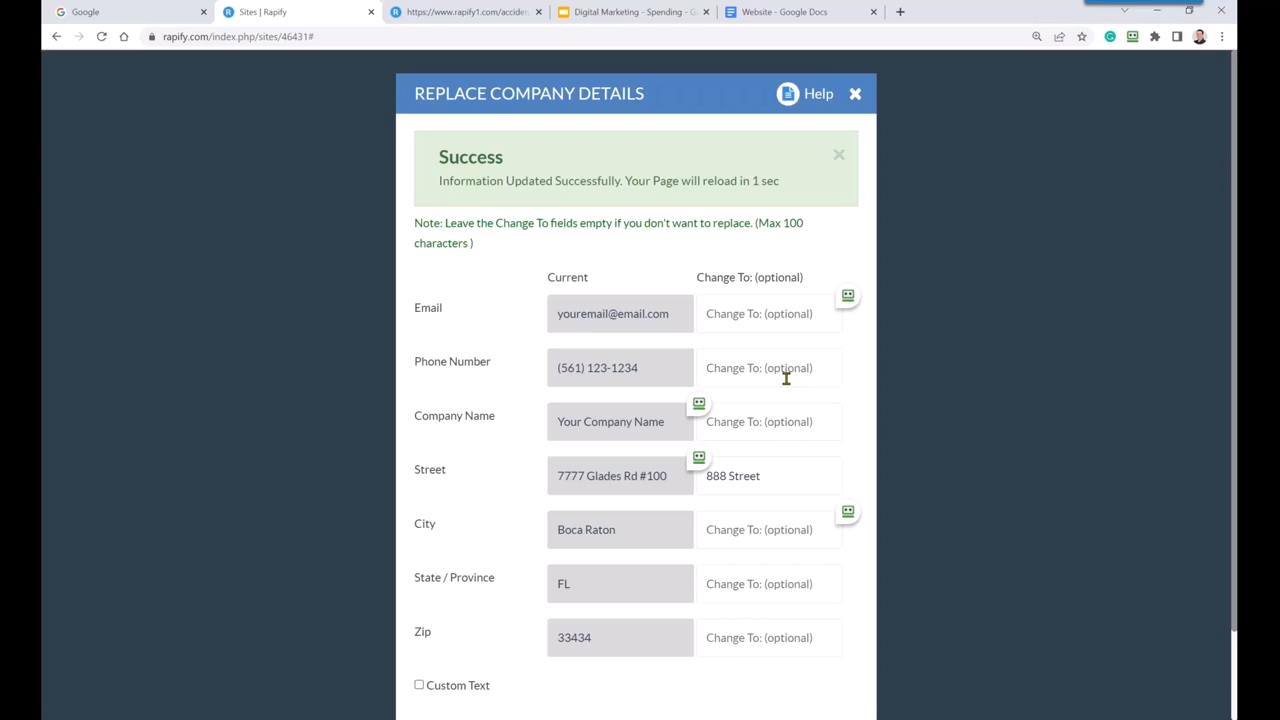 Google
Sites | Rapify
https://www.rapify1.com/acciden
Digital Marketing - Spending - G
Website - Google Docs
rapify.com/index.php/sites/46431#
REPLACE COMPANY DETAILS
Help
Success
Information Updated Successfully. Your Page will reload in 1 sec
Note: Leave the Change To fields empty if you don't want to replace. (Max 100
characters )
Current Change To: (optional)
Email youremail@email.com Change To: (optional)
Phone Number (561) 123-1234 Change To: (optional)
Company Name Your Company Name Change To: (optional)
Street 7777 Glades Rd #100 888 Street
City Boca Raton Change To: (optional)
State / Province FL Change To: (optional)
Zip 33434 Change To: (optional)
Custom Text